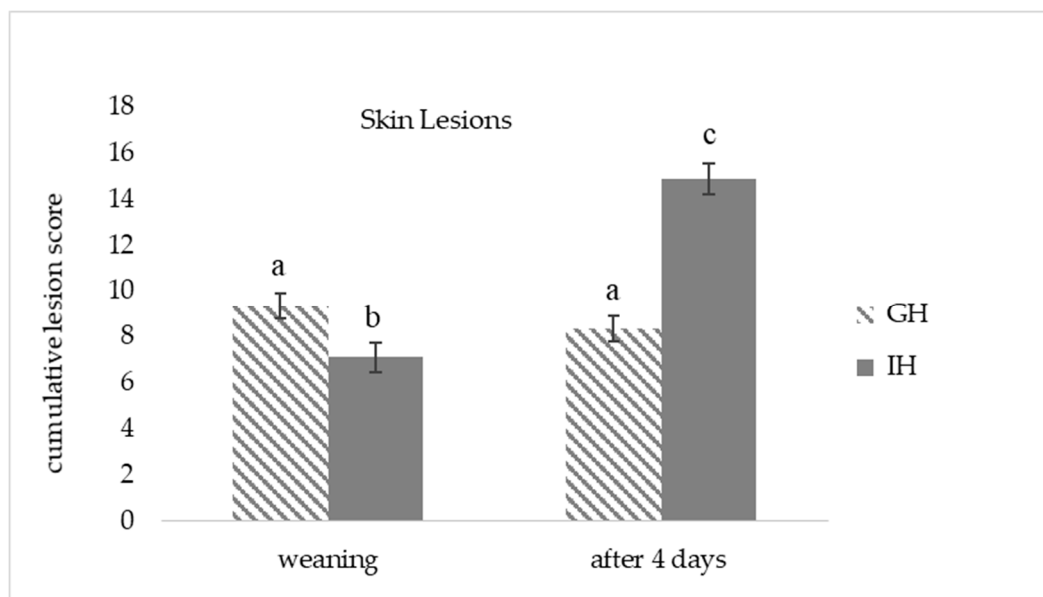 Skin Lesions
cumulative lesion score
18
16
14
12
10
8
6
4
2
0
a
b
a
c
weaning
after 4 days
GH
IH